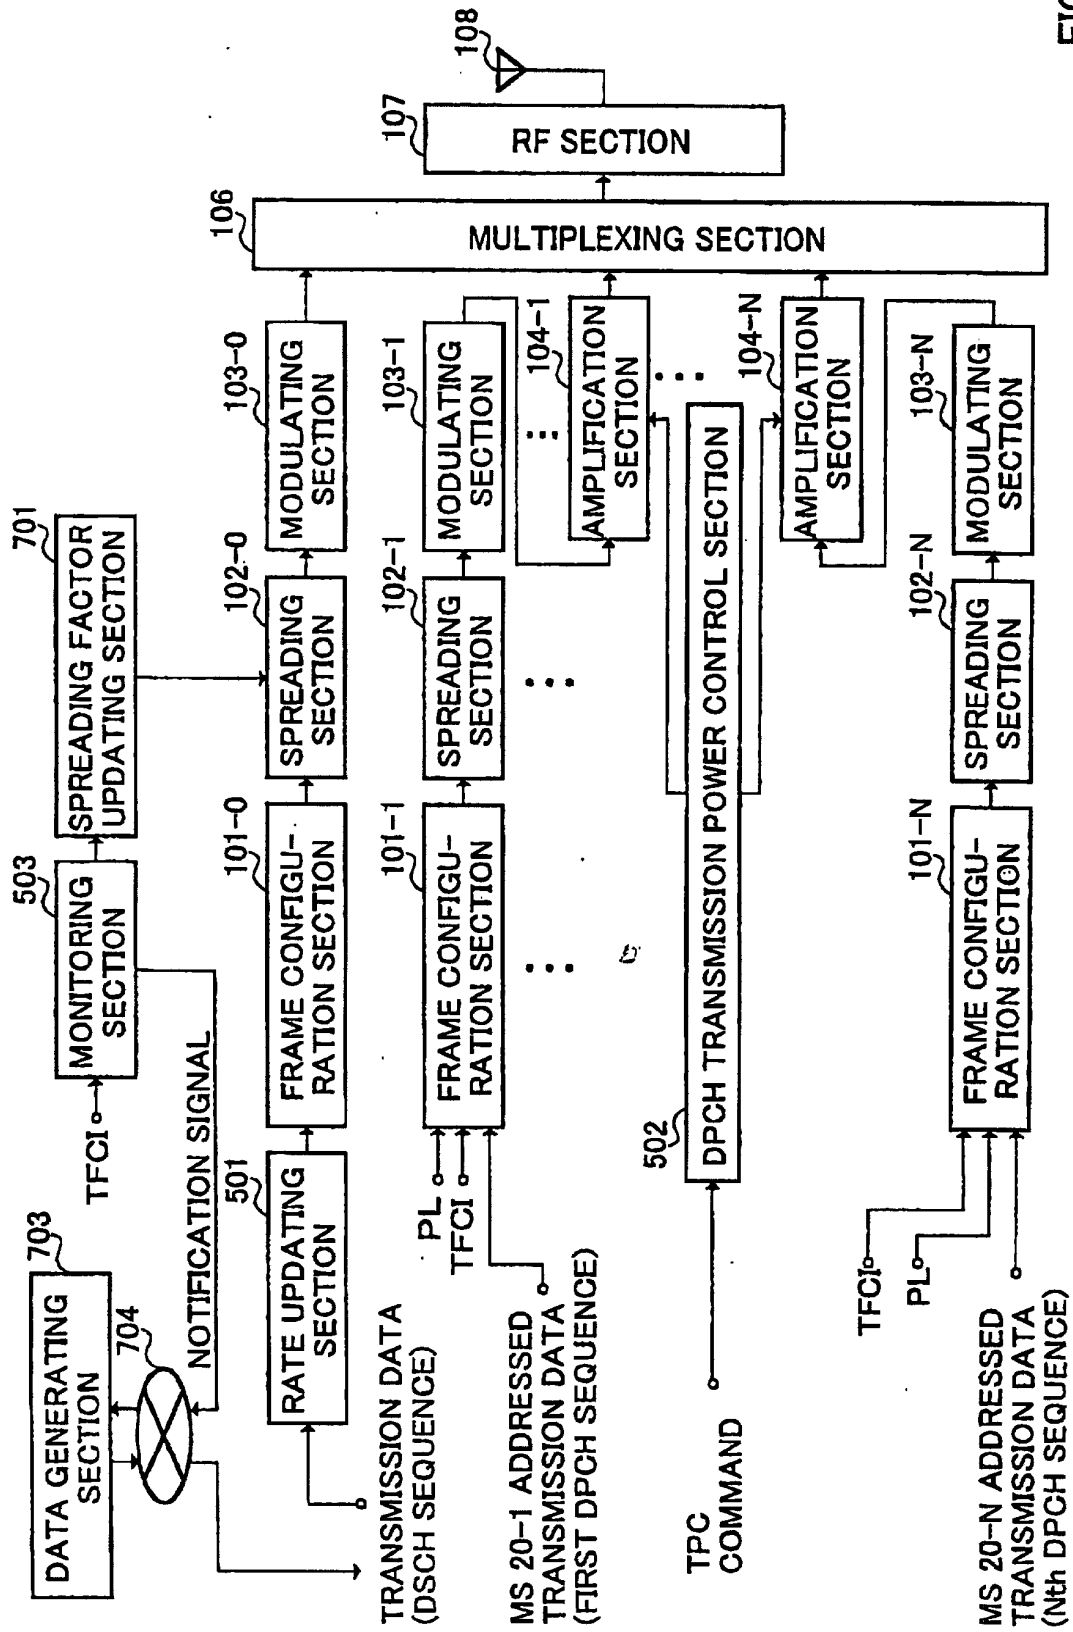 DATA GENERATING
SECTION
703
704
NOTIFICATION SIGNAL
TFCI
MONITORING
SECTION
503
SPREADING FACTOR
UPDATING SECTION
701
TRANSMISSION DATA
(DSCH SEQUENCE)
RATE UPDATING
SECTION
501
FRAME CONFIGU-
RATION SECTION
101-0
SPREADING
SECTION
102-0
MODULATING
SECTION
103-0
MS 20-1 ADDRESSED
TRANSMISSION DATA
(FIRST DPCH SEQUENCE)
PL
TFCI
FRAME CONFIGU-
RATION SECTION
101-1
SPREADING
SECTION
102-1
MODULATING
SECTION
103-1
AMPLIFICATION
SECTION
104-1
TPC
COMMAND
502
DPCH TRANSMISSION POWER CONTROL SECTION
AMPLIFICATION
SECTION
104-N
TFCI
PL
MS 20-N ADDRESSED
TRANSMISSION DATA
(Nth DPCH SEQUENCE)
FRAME CONFIGU-
RATION SECTION
101-N
SPREADING
SECTION
102-N
MODULATING
SECTION
103-N
106
MULTIPLEXING SECTION
107
RF SECTION
108